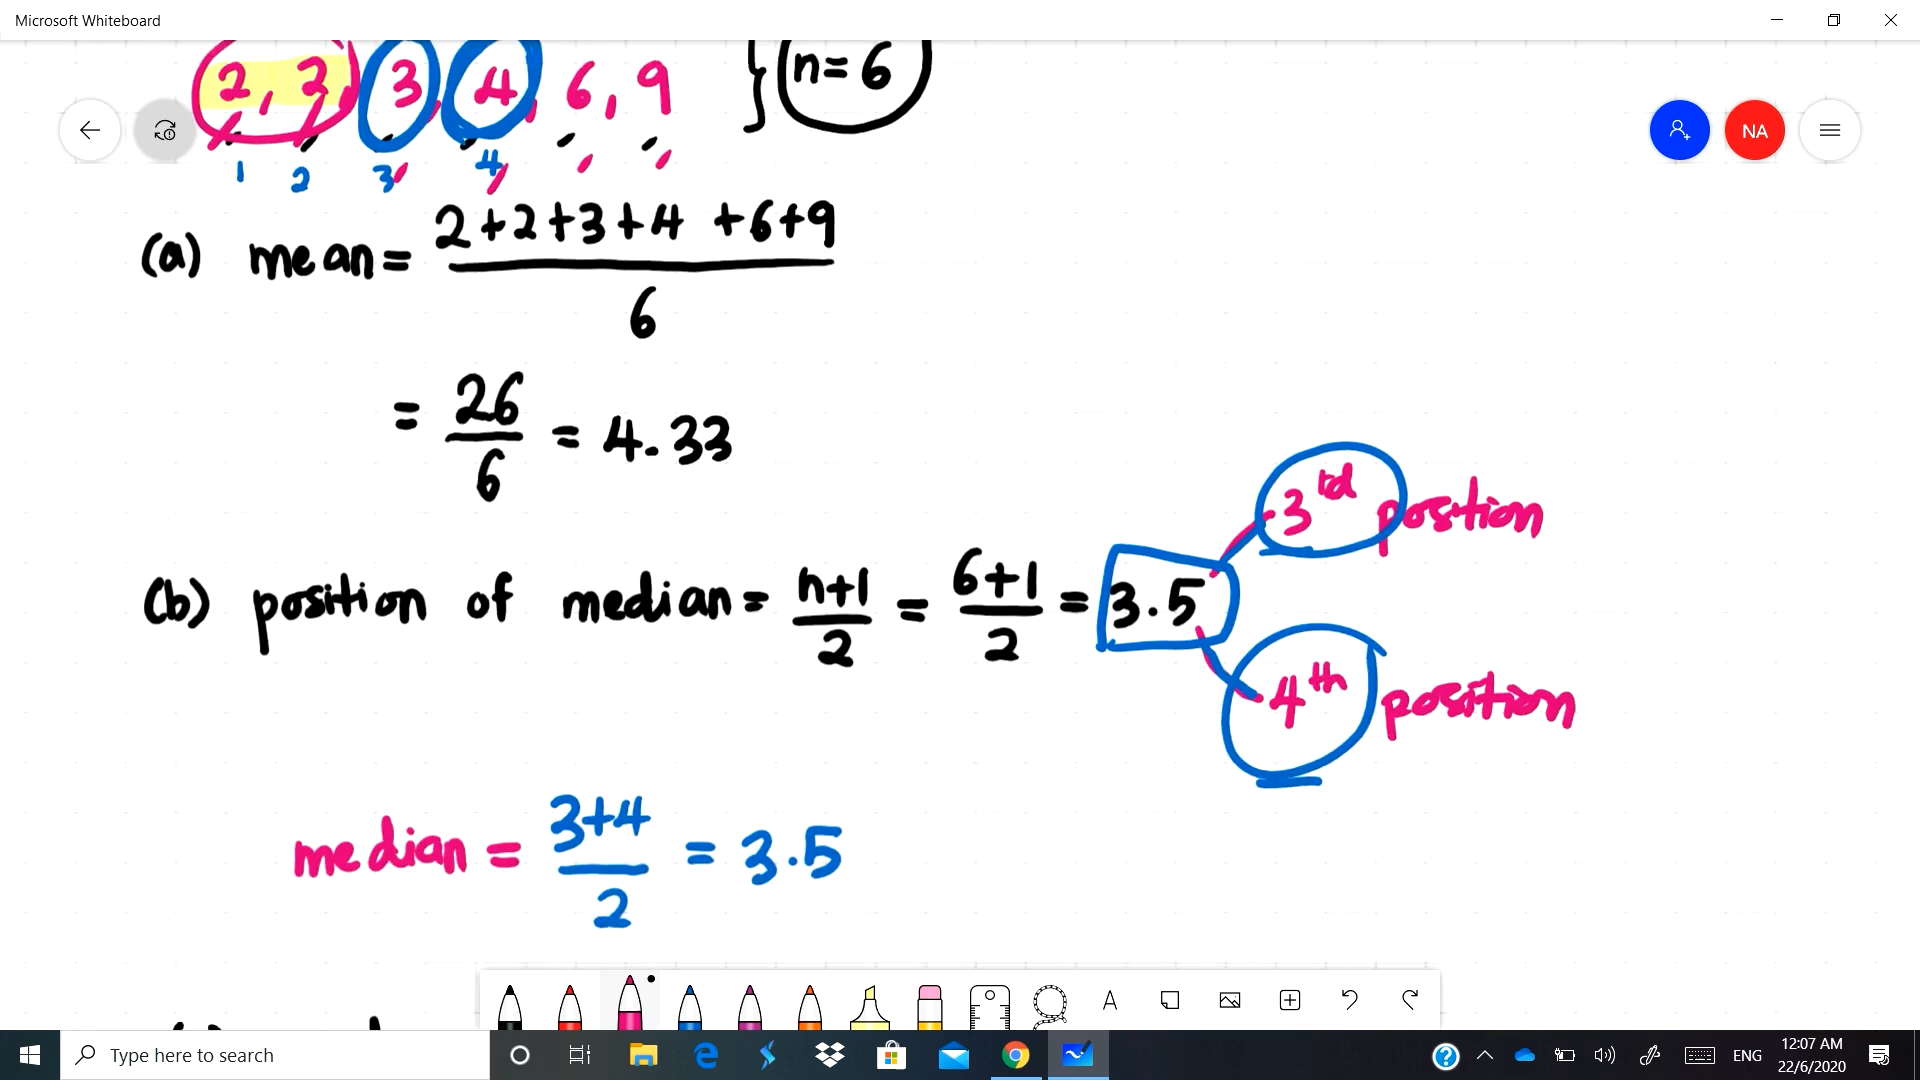 Microsoft Whiteboard
2, 2, 3, 4, 6, 9 } n=6
1 2 3 4
NA
(a) mean = 2+2+3+4+6+9
6
= 26/6 = 4.33
3rd position
(b) position of median = n+1/2 = 6+1/2 = 3.5
4th position
median = 3+4/2 = 3.5
A
Type here to search
ENG
12:07 AM
22/6/2020